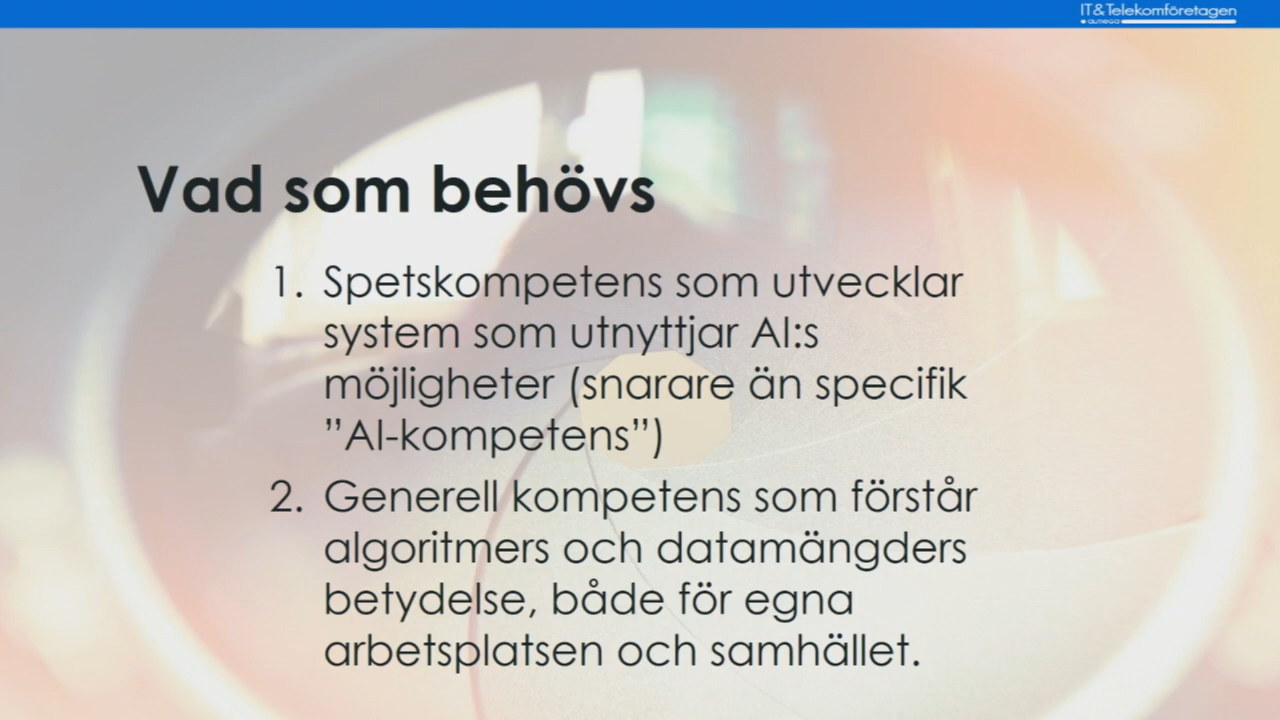 IT&Telekomföretagen
ALMEGA
Vad som behövs
1. Spetskompetens som utvecklar
system som utnyttjar AI:s
möjligheter (snarare än specifik
”AI-kompetens”)
2. Generell kompetens som förstår
algoritmers och datamängders
betydelse, både för egna
arbetsplatsen och samhället.